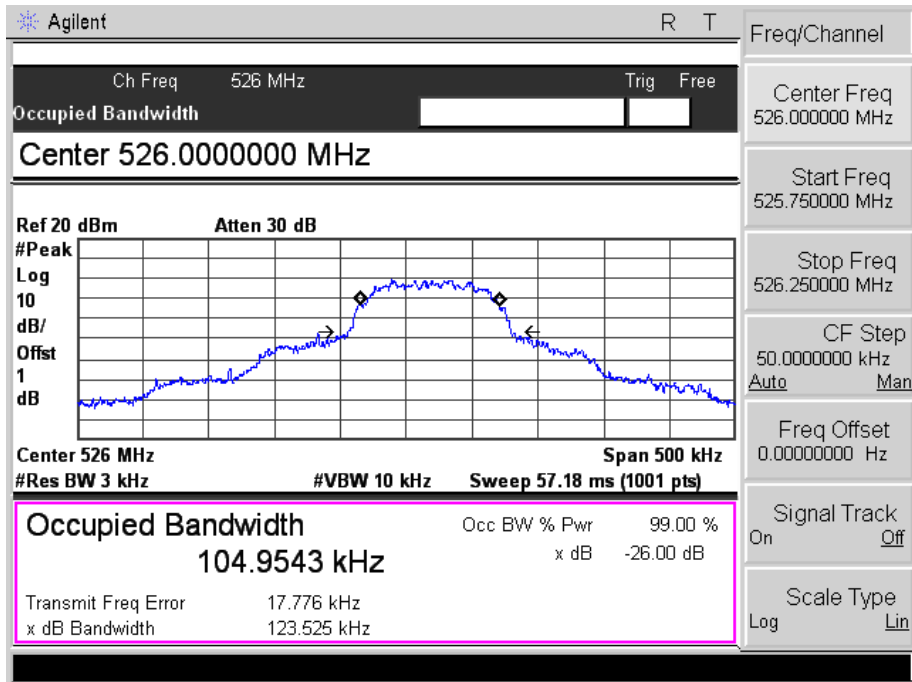 Agilent R T
Freq/Channel
Ch Freq 526 MHz Trig Free
Occupied Bandwidth
Center 526.0000000 MHz
Ref 20 dBm Atten 30 dB
#Peak
Log
10
dB/
Offst
1
dB
Center 526 MHz Span 500 kHz
#Res BW 3 kHz #VBW 10 kHz Sweep 57.18 ms (1001 pts)
Occupied Bandwidth Occ BW % Pwr 99.00 %
104.9543 kHz x dB -26.00 dB
Transmit Freq Error 17.776 kHz
x dB Bandwidth 123.525 kHz
Center Freq
526.000000 MHz
Start Freq
525.750000 MHz
Stop Freq
526.250000 MHz
CF Step
50.0000000 kHz
Auto Man
Freq Offset
0.00000000 Hz
Signal Track
On Off
Scale Type
Log Lin